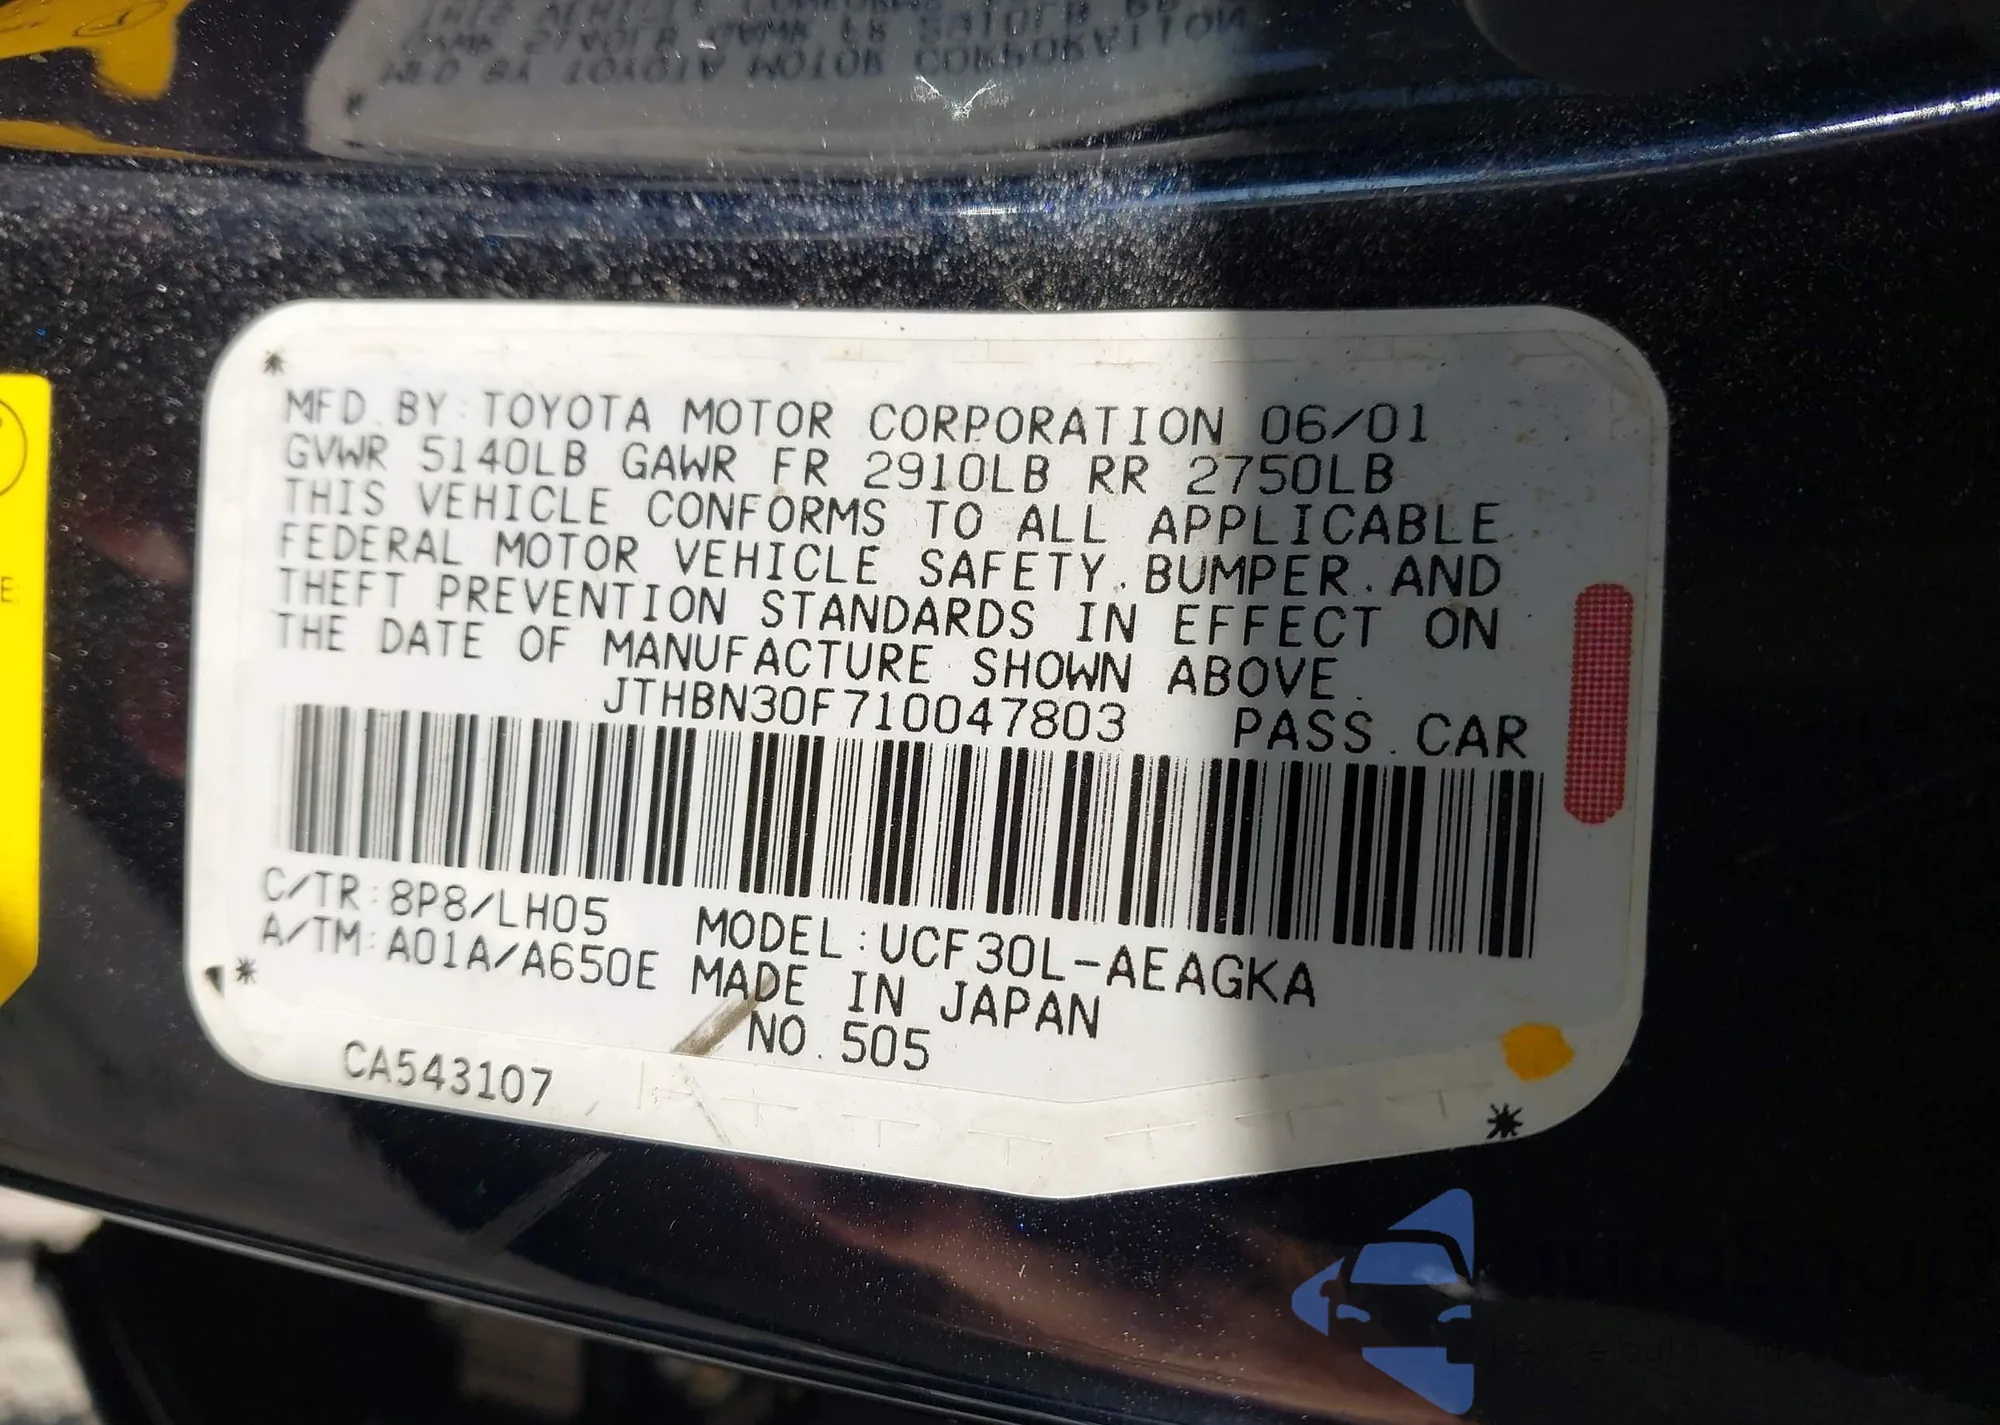 MFD. BY: TOYOTA MOTOR CORPORATION 06/01
GVWR 5140LB GAWR FR 2910LB RR 2750LB
THIS VEHICLE CONFORMS TO ALL APPLICABLE
FEDERAL MOTOR VEHICLE SAFETY, BUMPER, AND
THEFT PREVENTION STANDARDS IN EFFECT ON
THE DATE OF MANUFACTURE SHOWN ABOVE.
JTHBN30F710047803 PASS. CAR
C/TR: 8P8/LH05 MODEL: UCF30L-AEAGKA
A/TM: A01A/A650E MADE IN JAPAN
NO. 505
CA543107